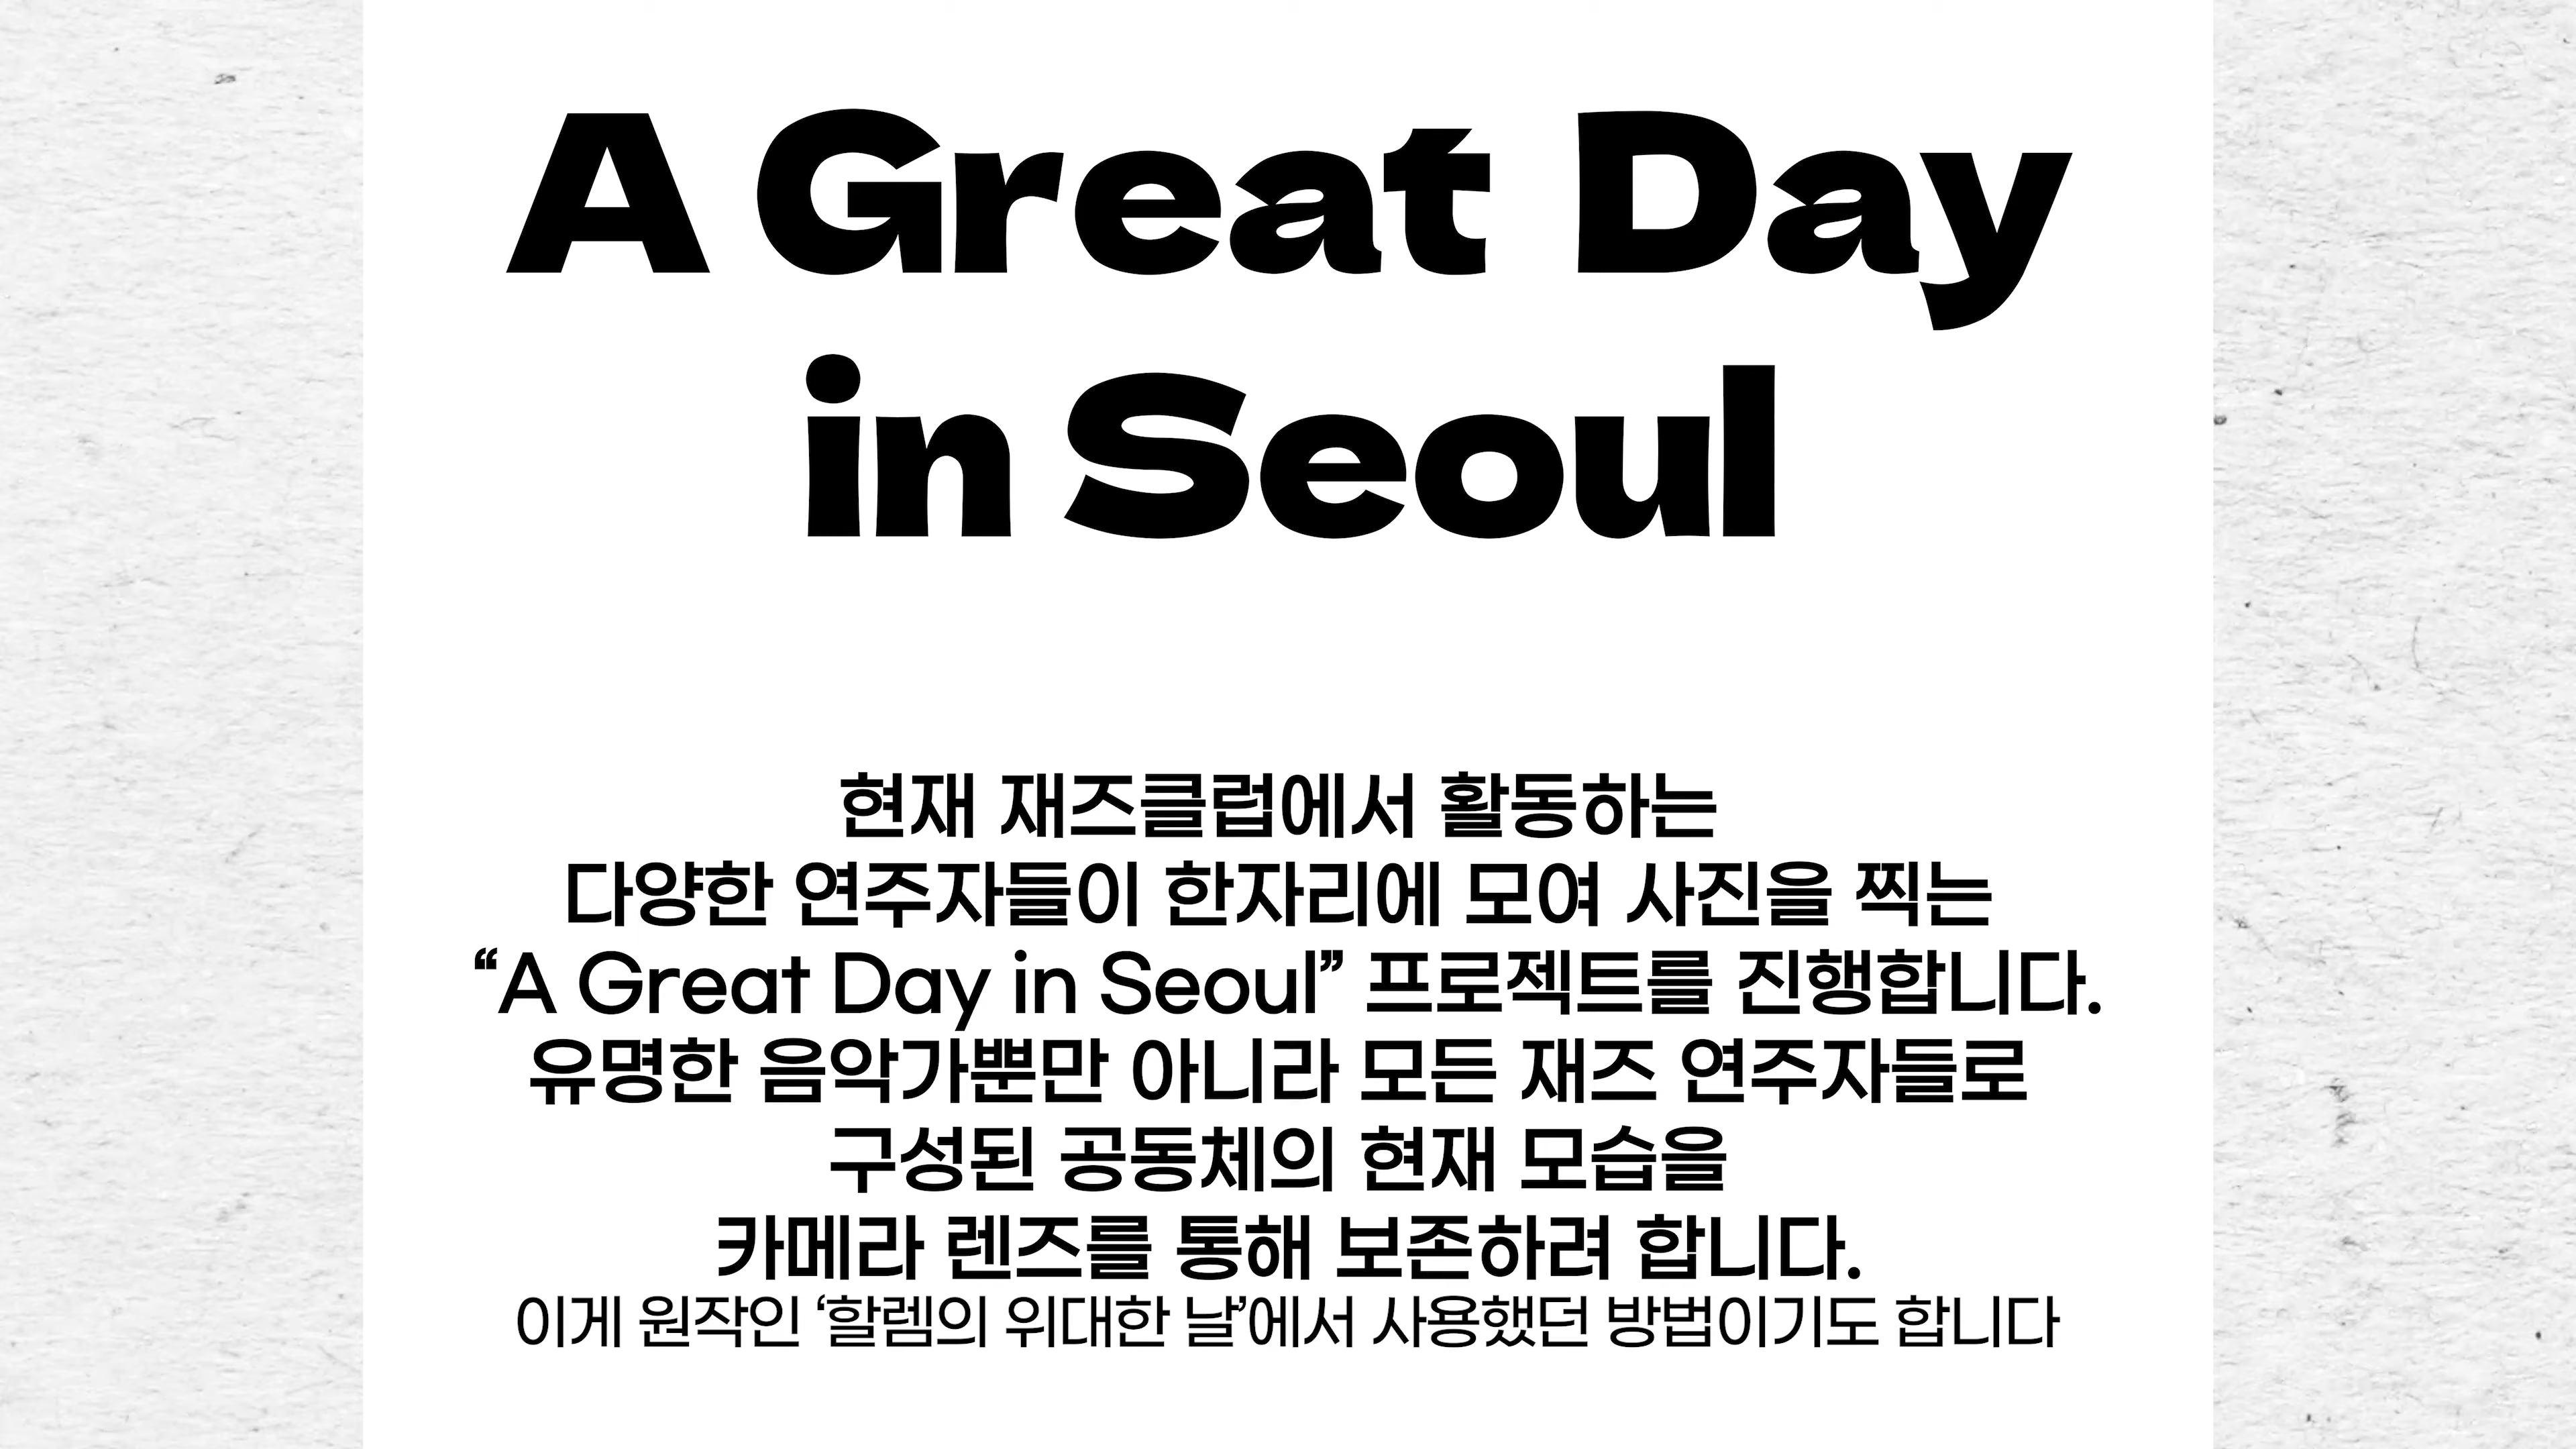 A Great Day
in Seoul
현재 재즈클럽에서 활동하는
다양한 연주자들이 한자리에 모여 사진을 찍는
“A Great Day in Seoul” 프로젝트를 진행합니다.
유명한 음악가뿐만 아니라 모든 재즈 연주자들로
구성된 공동체의 현재 모습을
카메라 렌즈를 통해 보존하려 합니다.
이게 원작인 ‘할렘의 위대한 날’에서 사용했던 방법이기도 합니다